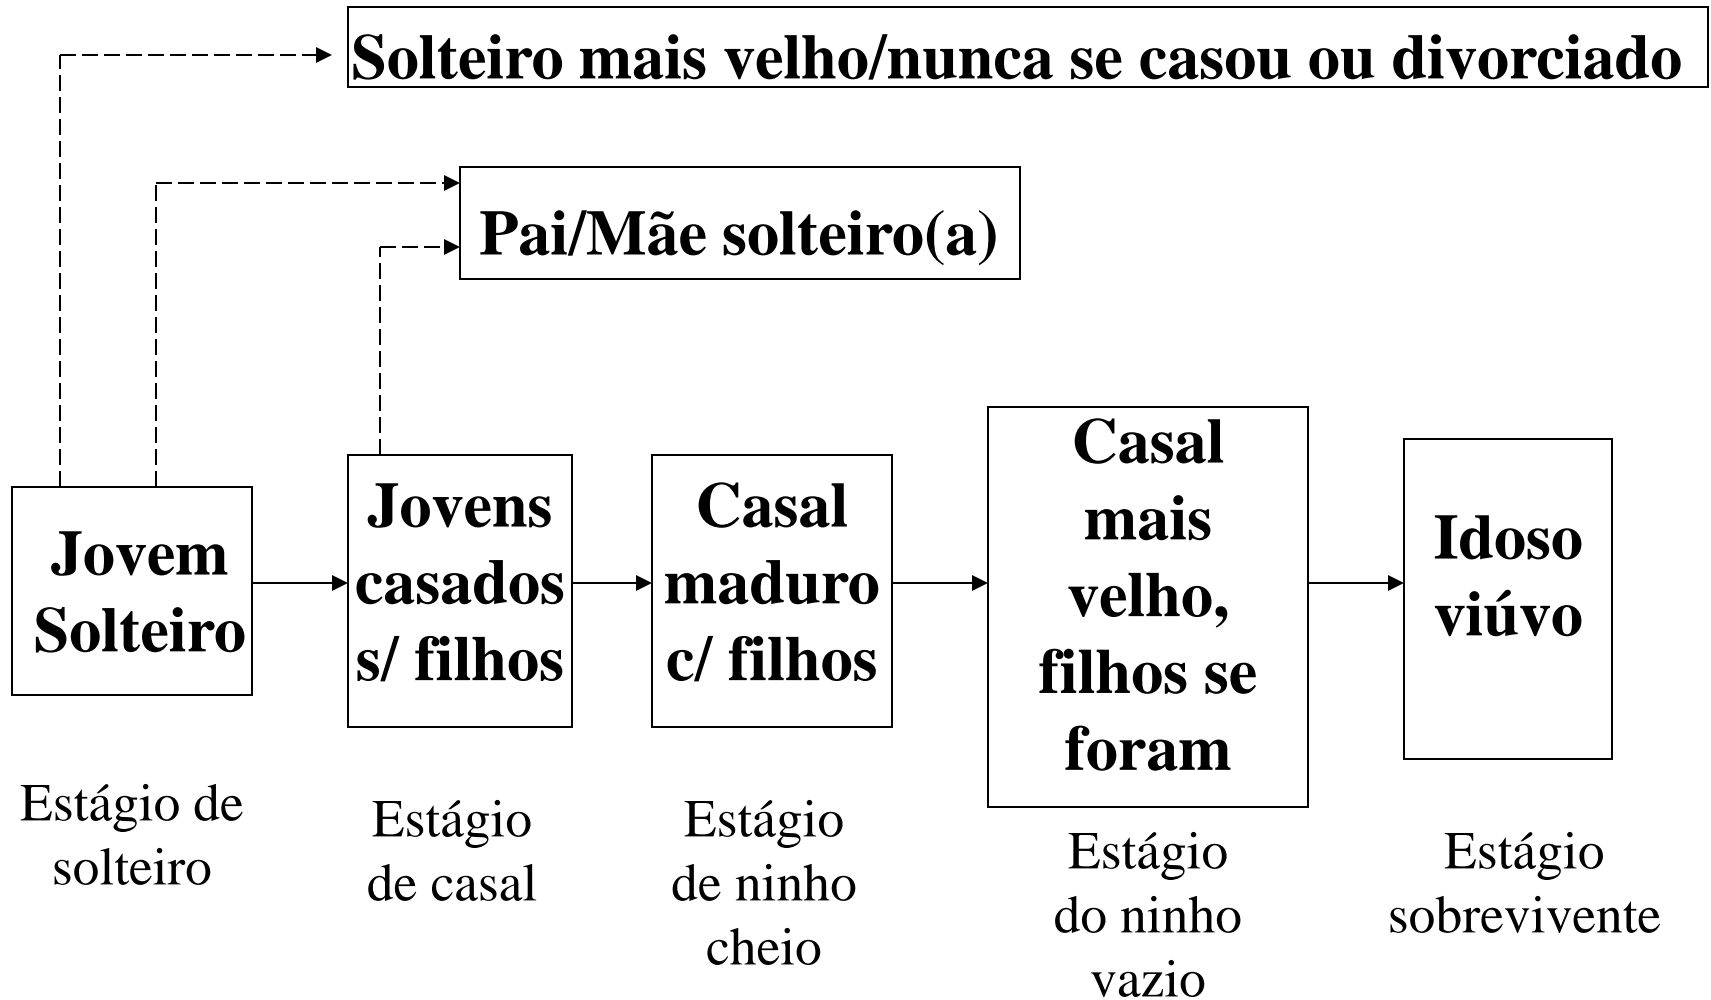 Solteiro mais velho/nunca se casou ou divorciado
Pai/Mãe solteiro(a)
Jovem
Solteiro
Jovens
casados
s/ filhos
Casal
maduro
c/ filhos
Casal
mais
velho,
filhos se
foram
Idoso
viúvo
Estágio de
solteiro
Estágio
de casal
Estágio
de ninho
cheio
Estágio
do ninho
vazio
Estágio
sobrevivente